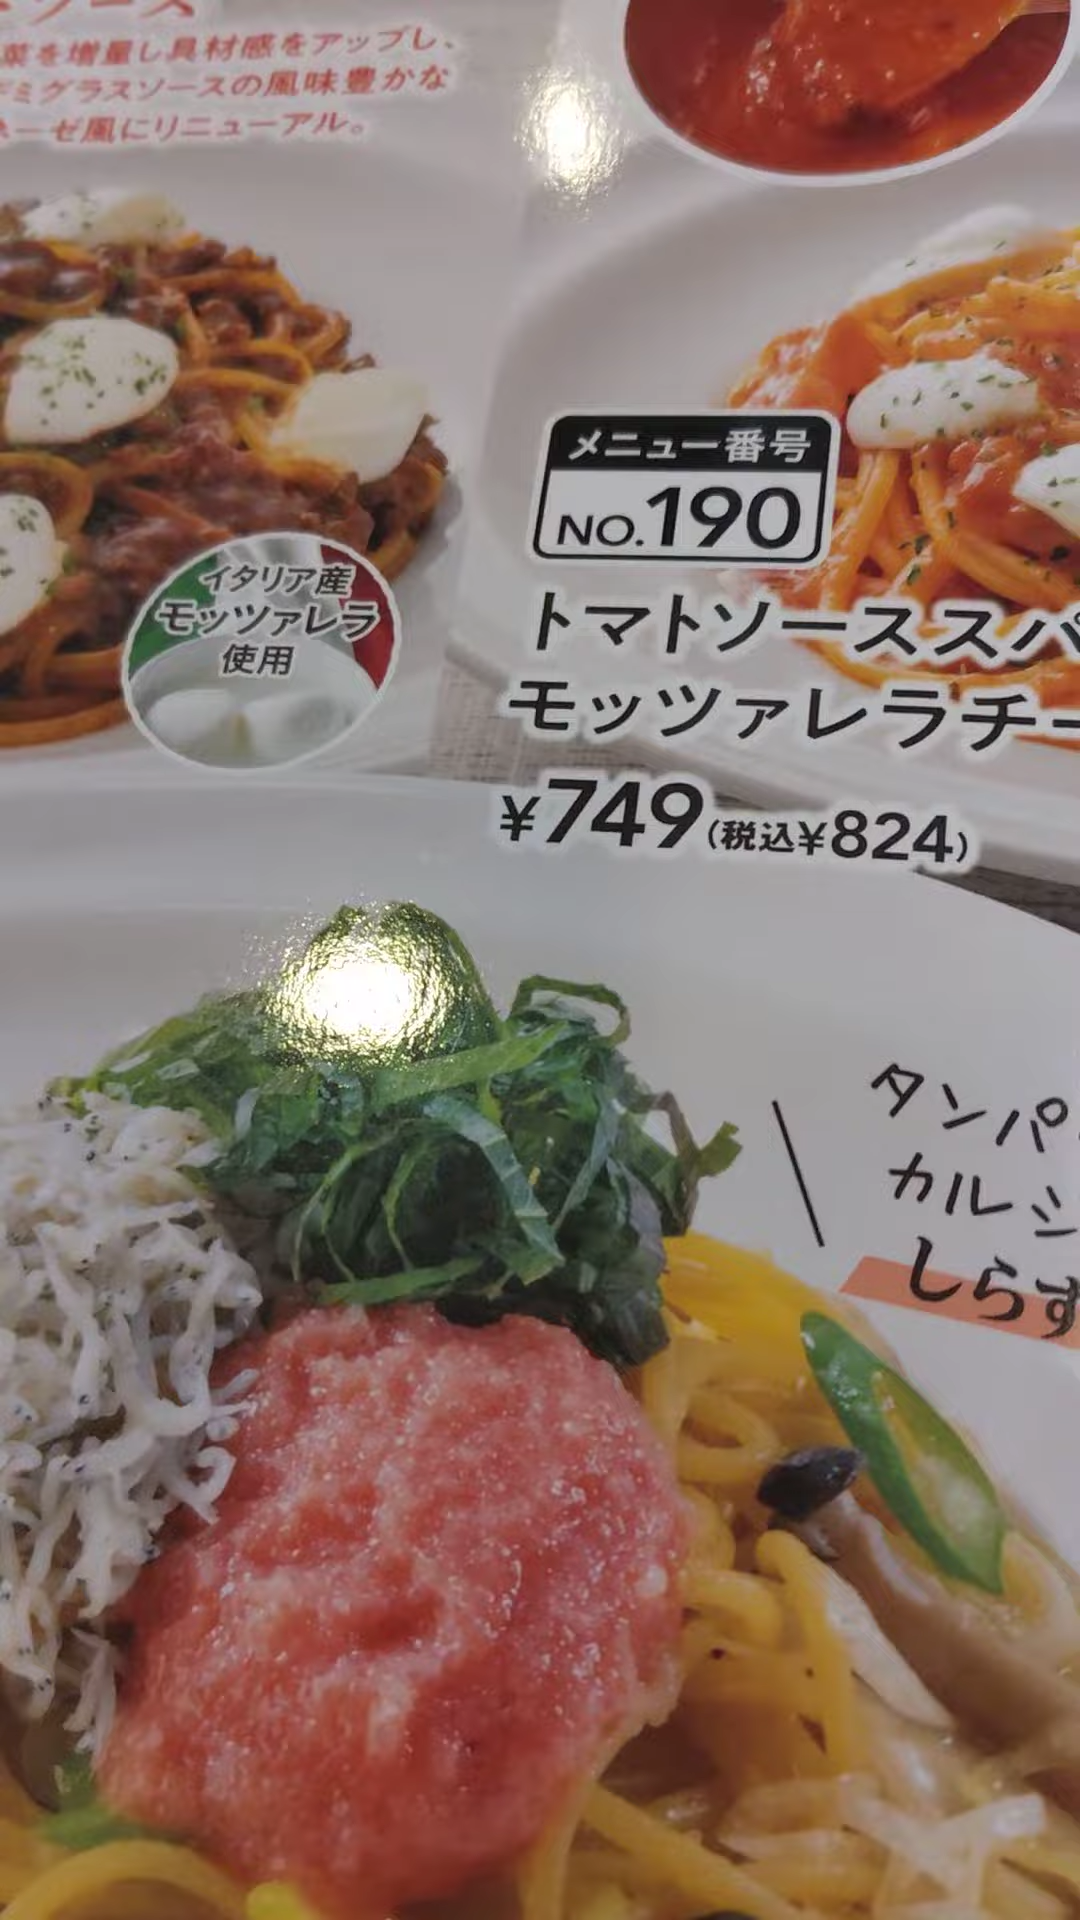 菜を増量し具材感をアップし、
デミグラスソースの風味豊かな
ネーゼ風にリニューアル。
メニュー番号
NO.190
イタリア産
モッツァレラ
使用
トマトソーススパ
モッツァレラチー
¥749(税込¥824)
タンパ
カルシ
しらす